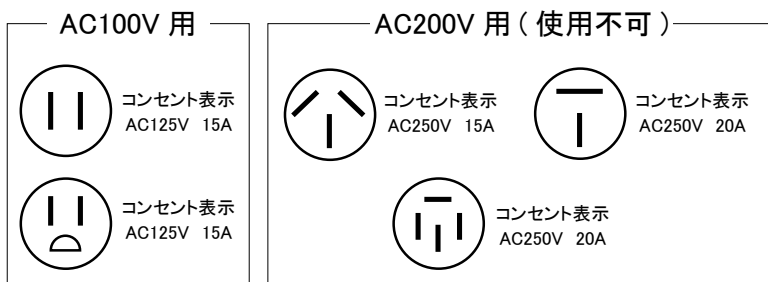 AC100V 用
コンセント表示
AC125V 15A
コンセント表示
AC125V 15A
AC200V 用 ( 使用不可 )
コンセント表示
AC250V 15A
コンセント表示
AC250V 20A
コンセント表示
AC250V 20A